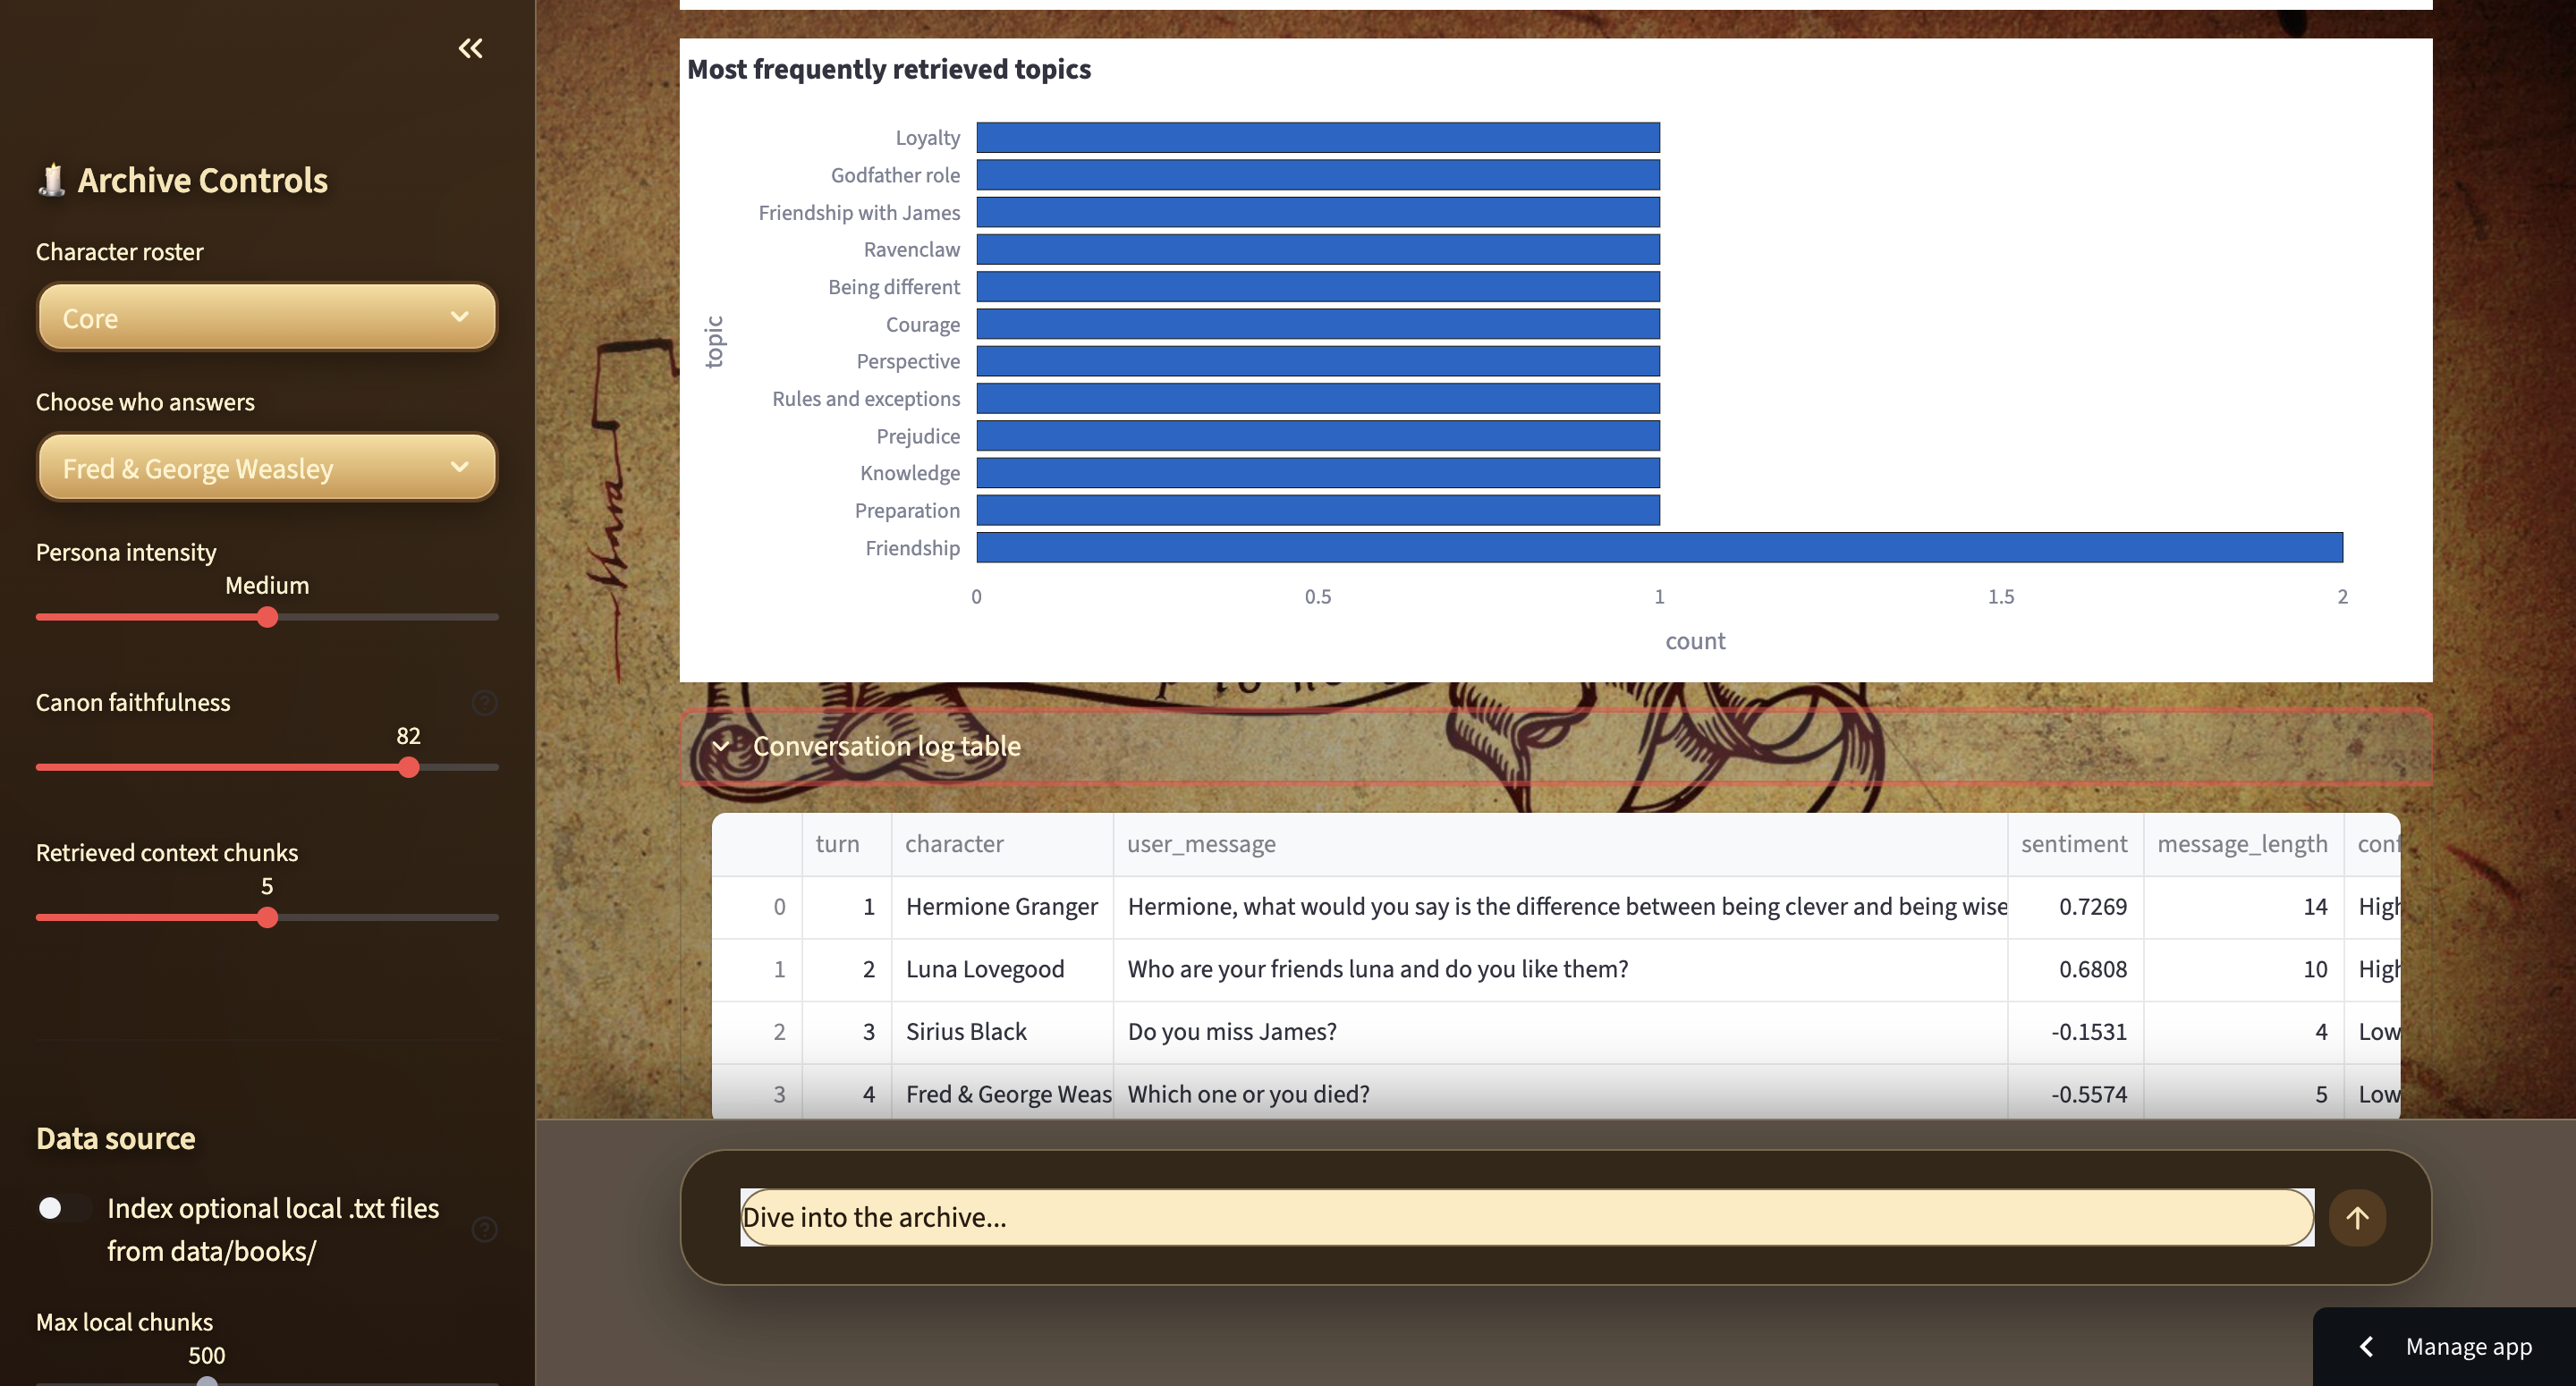 Archive Controls
Character roster
Core
Choose who answers
Fred & George Weasley
Persona intensity
Medium
Canon faithfulness
82
Retrieved context chunks
5
Data source
Index optional local .txt files
from data/books/
Max local chunks
500
Most frequently retrieved topics
topic
Loyalty
Godfather role
Friendship with James
Ravenclaw
Being different
Courage
Perspective
Rules and exceptions
Prejudice
Knowledge
Preparation
Friendship
0 0.5 1 1.5 2
count
Conversation log table
turn character user_message sentiment message_length conf
0 1 Hermione Granger Hermione, what would you say is the difference between being clever and being wise 0.7269 14 High
1 2 Luna Lovegood Who are your friends luna and do you like them? 0.6808 10 High
2 3 Sirius Black Do you miss James? -0.1531 4 Low
3 4 Fred & George Weas Which one or you died? -0.5574 5 Low
Dive into the archive...
Manage app